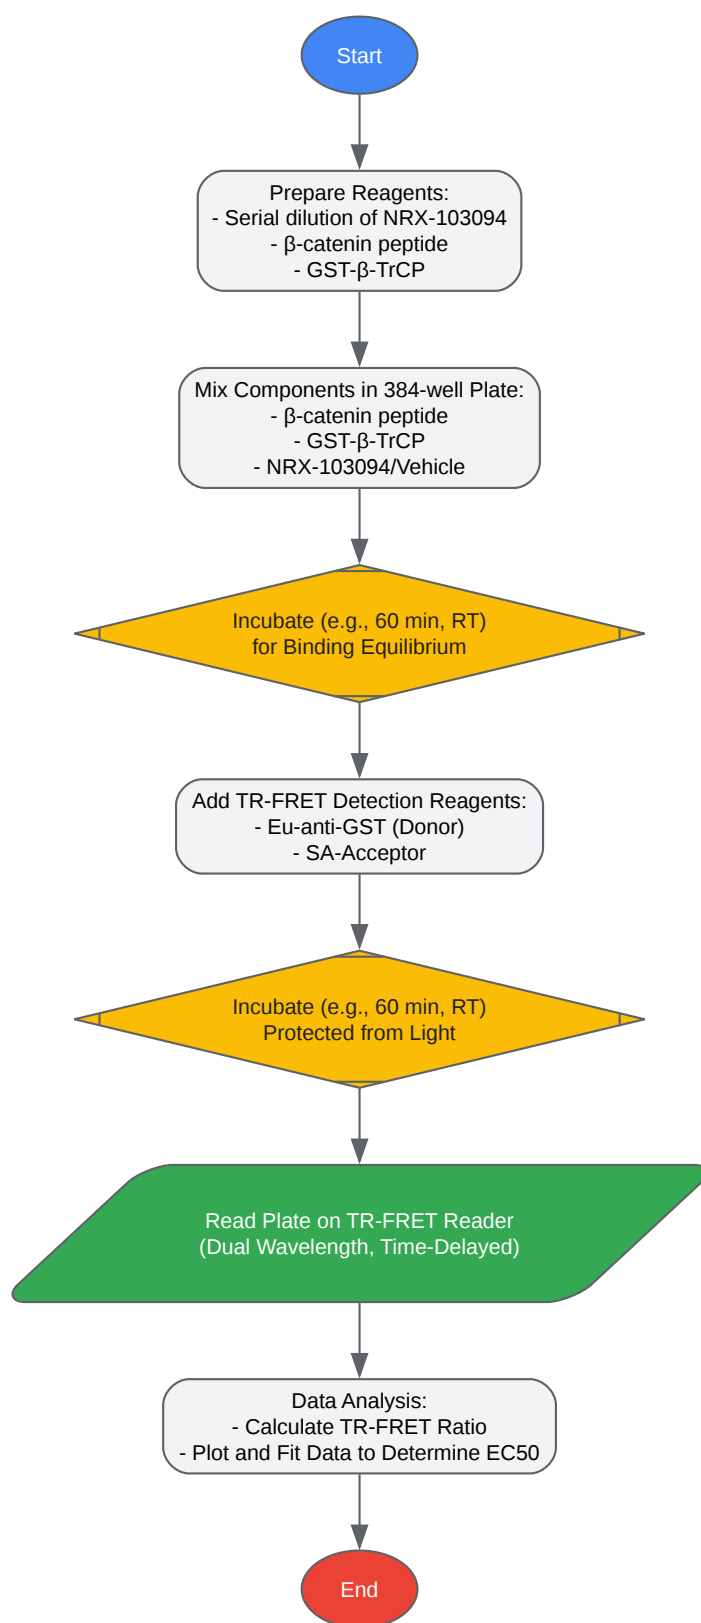 Start
Prepare Reagents:
- Serial dilution of NRX-103094
- β-catenin peptide
- GST-β-TrCP
Mix Components in 384-well Plate:
- β-catenin peptide
- GST-β-TrCP
- NRX-103094/Vehicle
Incubate (e.g., 60 min, RT)
for Binding Equilibrium
Add TR-FRET Detection Reagents:
- Eu-anti-GST (Donor)
- SA-Acceptor
Incubate (e.g., 60 min, RT)
Protected from Light
Read Plate on TR-FRET Reader
(Dual Wavelength, Time-Delayed)
Data Analysis:
- Calculate TR-FRET Ratio
- Plot and Fit Data to Determine EC50
End